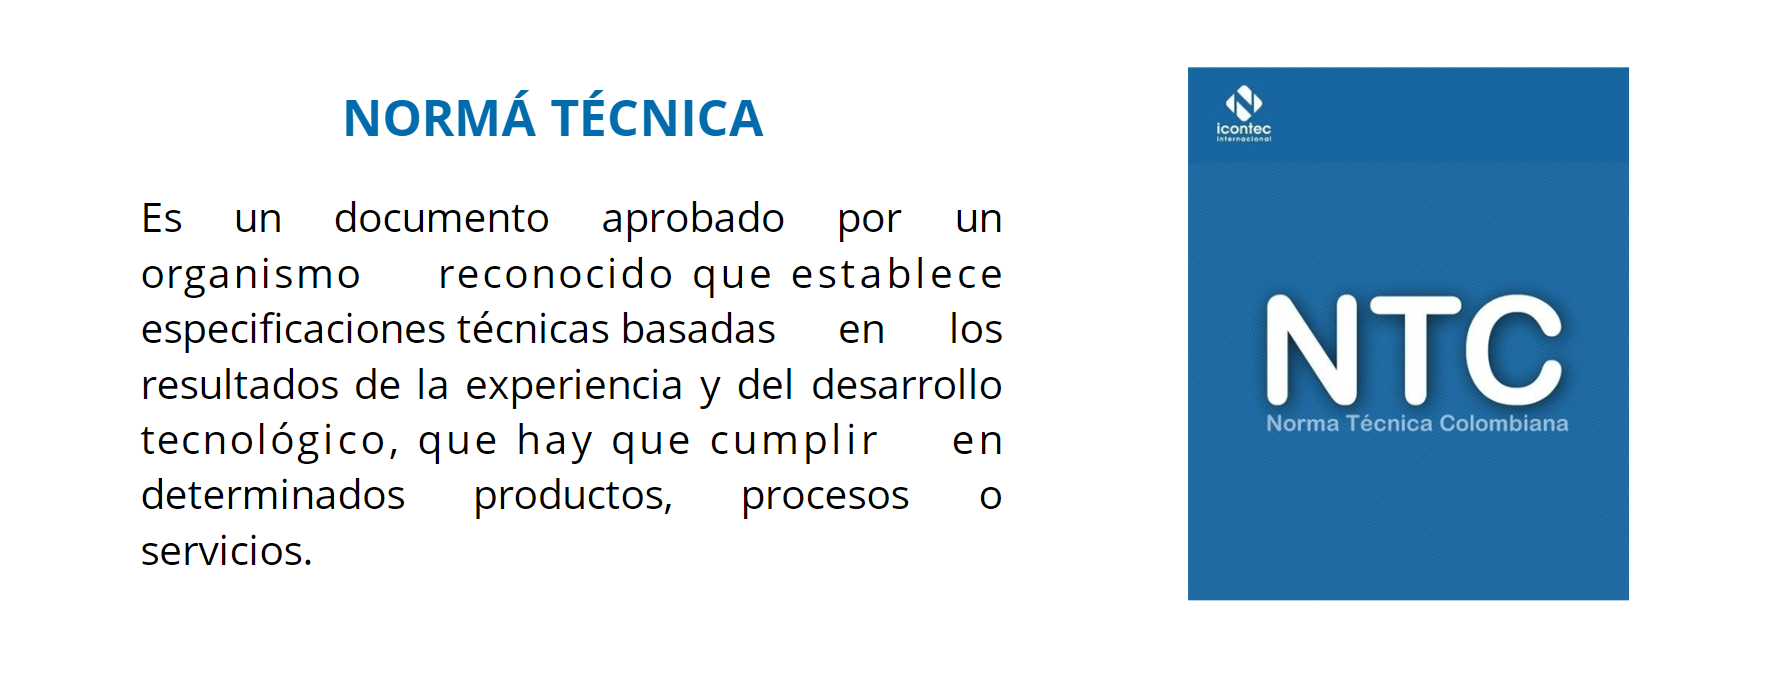 NORMÁ TÉCNICA
Es un documento aprobado por un
organismo reconocido que establece
especificaciones técnicas basadas en los
resultados de la experiencia y del desarrollo
tecnológico, que hay que cumplir en
determinados productos, procesos o
servicios.
icontec
internacional
NTC
Norma Técnica Colombiana